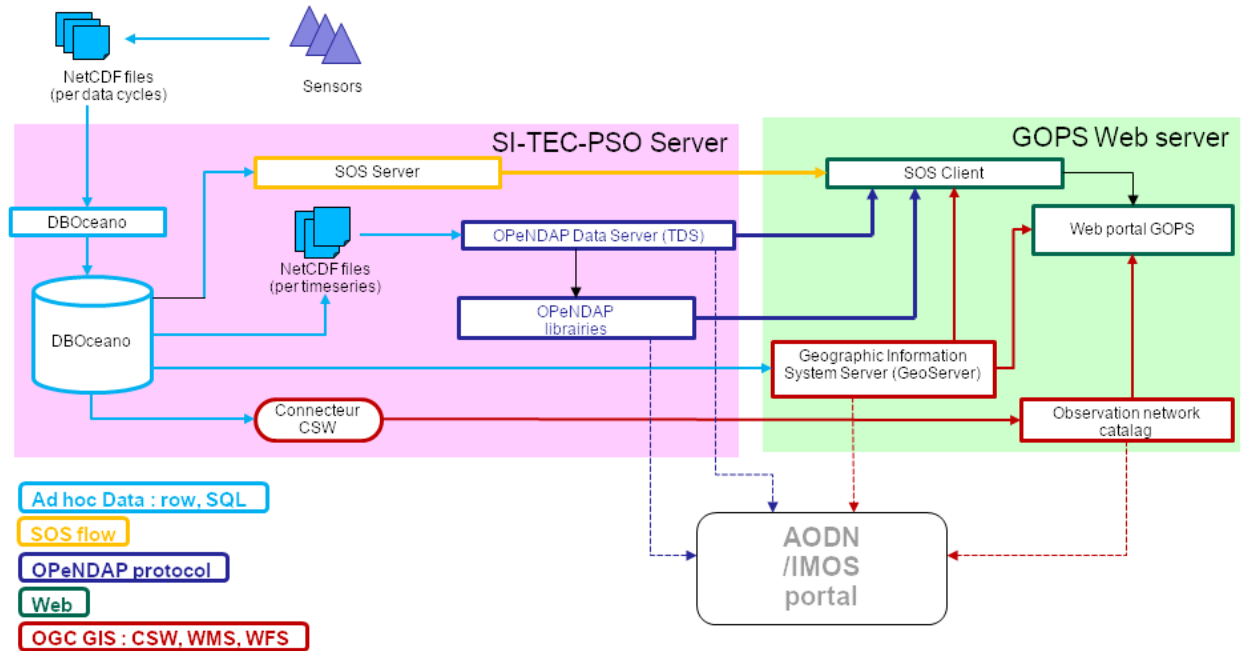 NetCDF files
(per data cycles)
Sensors
SI-TEC-PSO Server
GOPS Web server
SOS Server
SOS Client
DBOceano
NetCDF files
(per timeseries)
OPeNDAP Data Server (TDS)
Web portal GOPS
OPeNDAP
librairies
DBOceano
Geographic Information
System Server (GeoServer)
Connecteur
CSW
Observation network
catalag
Ad hoc Data : row, SQL
SOS flow
OPeNDAP protocol
Web
OGC GIS : CSW, WMS, WFS
AODN
/IMOS
portal